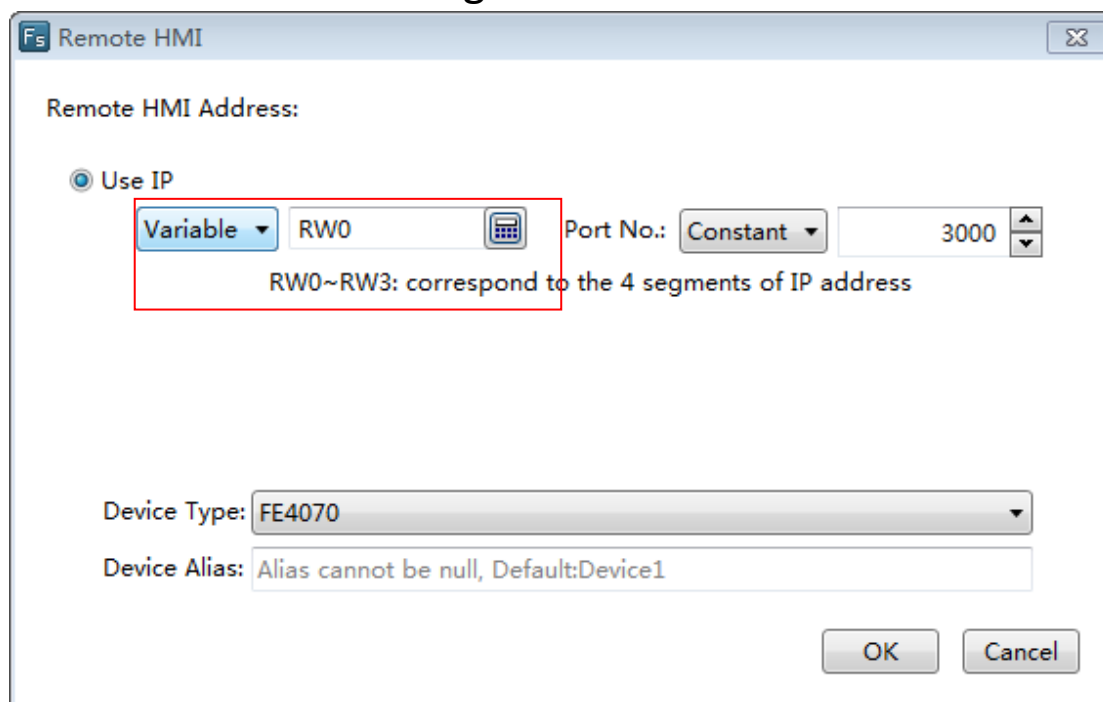 Fs Remote HMI
Remote HMI Address:
Use IP
Variable RW0 Port No.: Constant 3000
RW0~RW3: correspond to the 4 segments of IP address
Device Type: FE4070
Device Alias: Alias cannot be null, Default:Device1
OK Cancel